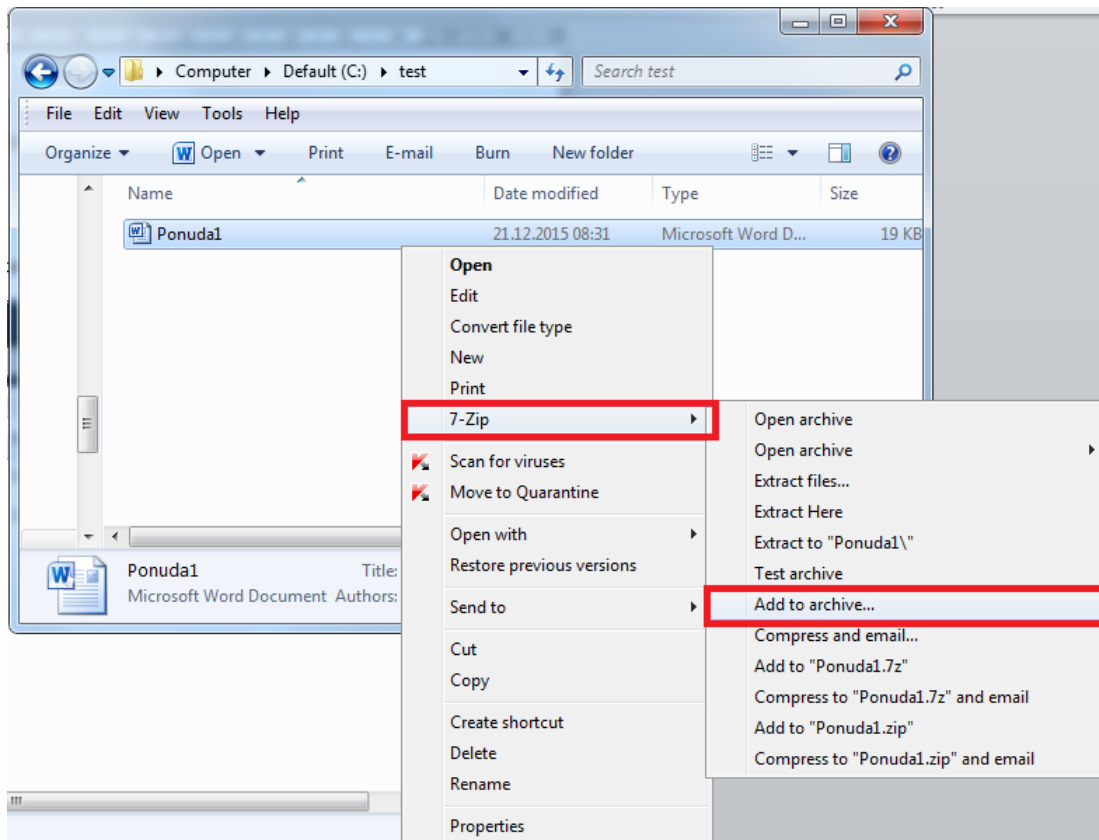 Computer Default (C:) test Search test
File Edit View Tools Help
Organize Open Print E-mail Burn New folder
Name Date modified Type Size
Ponuda1 21.12.2015 08:31 Microsoft Word D... 19 KB
Open
Edit
Convert file type
New
Print
7-Zip
Scan for viruses
Move to Quarantine
Open with
Restore previous versions
Send to
Cut
Copy
Create shortcut
Delete
Rename
Properties
Open archive
Open archive
Extract files...
Extract Here
Extract to "Ponuda1\"
Test archive
Add to archive...
Compress and email...
Add to "Ponuda1.7z"
Compress to "Ponuda1.7z" and email
Add to "Ponuda1.zip"
Compress to "Ponuda1.zip" and email
Ponuda1 Title:
Microsoft Word Document Authors: